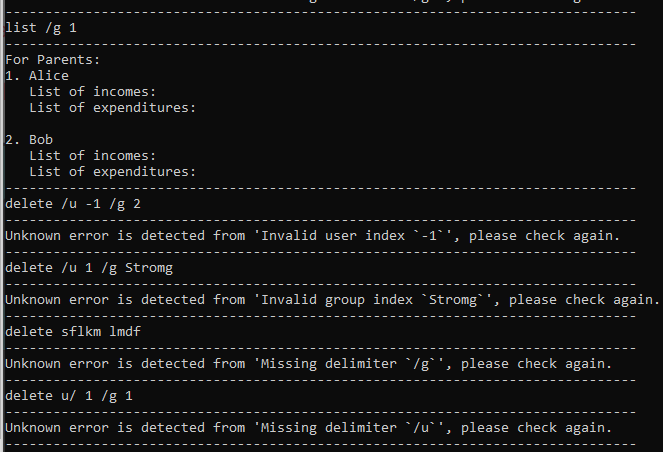 -------------------------------------------------------------------------------
list /g 1
-------------------------------------------------------------------------------
For Parents:
1. Alice
   List of incomes:
   List of expenditures:

2. Bob
   List of incomes:
   List of expenditures:
-------------------------------------------------------------------------------
delete /u -1 /g 2
-------------------------------------------------------------------------------
Unknown error is detected from 'Invalid user index `-1`', please check again.
-------------------------------------------------------------------------------
delete /u 1 /g Stromg
-------------------------------------------------------------------------------
Unknown error is detected from 'Invalid group index `Stromg`', please check again.
-------------------------------------------------------------------------------
delete sflkm lmdf
-------------------------------------------------------------------------------
Unknown error is detected from 'Missing delimiter `/g`', please check again.
-------------------------------------------------------------------------------
delete u/ 1 /g 1
-------------------------------------------------------------------------------
Unknown error is detected from 'Missing delimiter `/u`', please check again.
-------------------------------------------------------------------------------